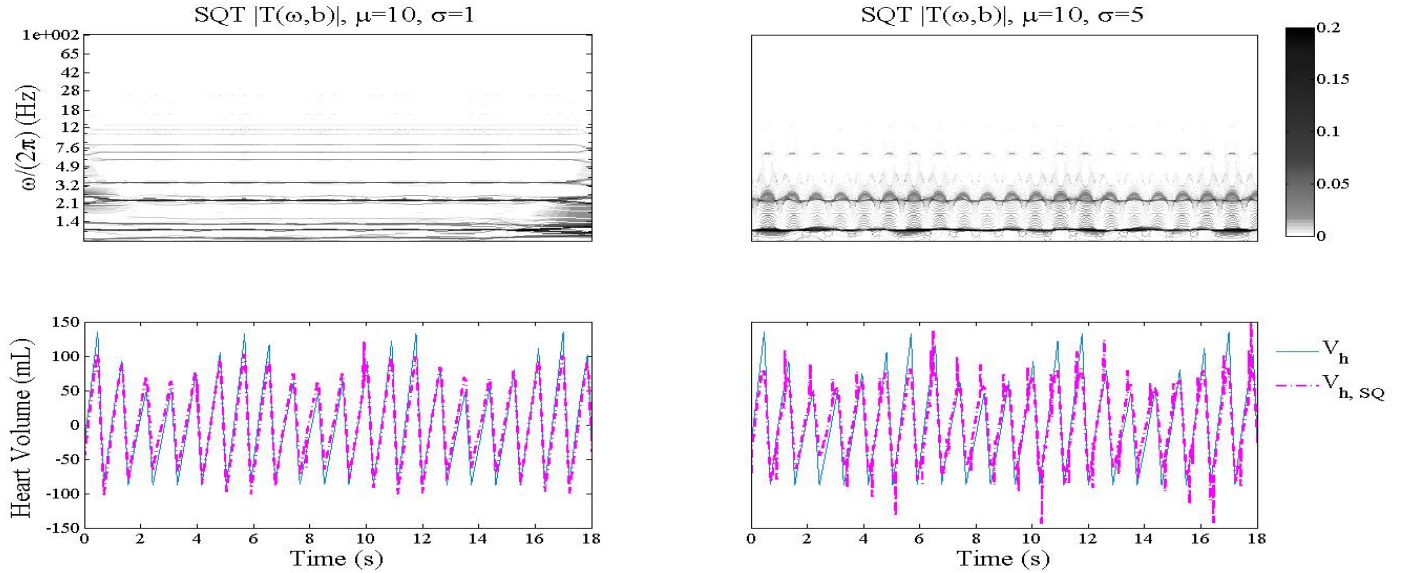 SQT |T(ω,b)|, μ=10, σ=1
SQT |T(ω,b)|, μ=10, σ=5
ω/(2π) (Hz)
1e+002
65
42
28
18
12
7.6
4.9
3.2
2.1
1.4
0.2
0.15
0.1
0.05
0
Heart Volume (mL)
150
100
50
0
-50
-100
-150
0 2 4 6 8 10 12 14 16 18
Time (s)
0 2 4 6 8 10 12 14 16 18
Time (s)
V_h
V_h, SQ